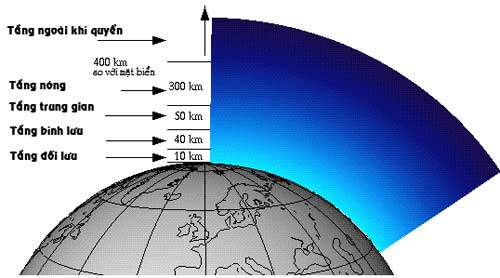 Tầng ngoài khí quyển
400 km
so với mặt biển
Tầng nóng
300 km
Tầng trung gian
50 km
Tầng bình lưu
40 km
Tầng đối lưu
10 km